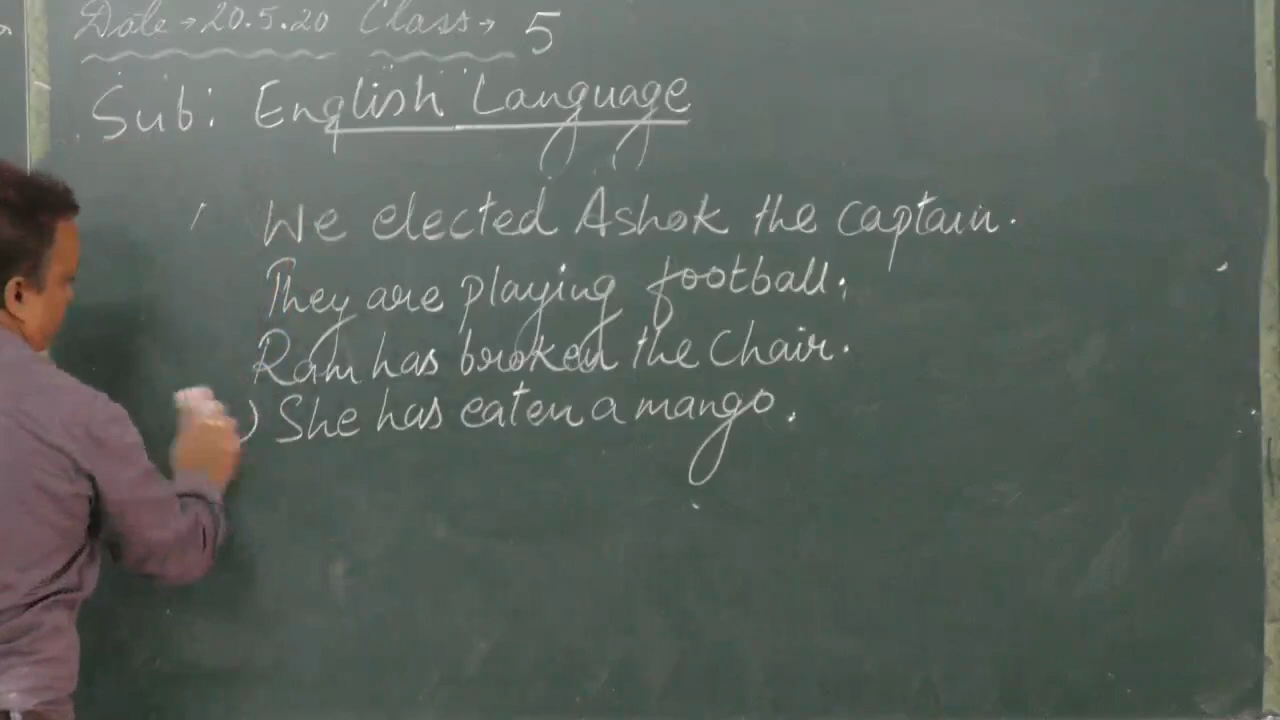 Date → 20.5.20 Class → 5
Sub: English Language
We elected Ashok the captain.
They are playing football.
Ram has broken the Chair.
) She has eaten a mango.